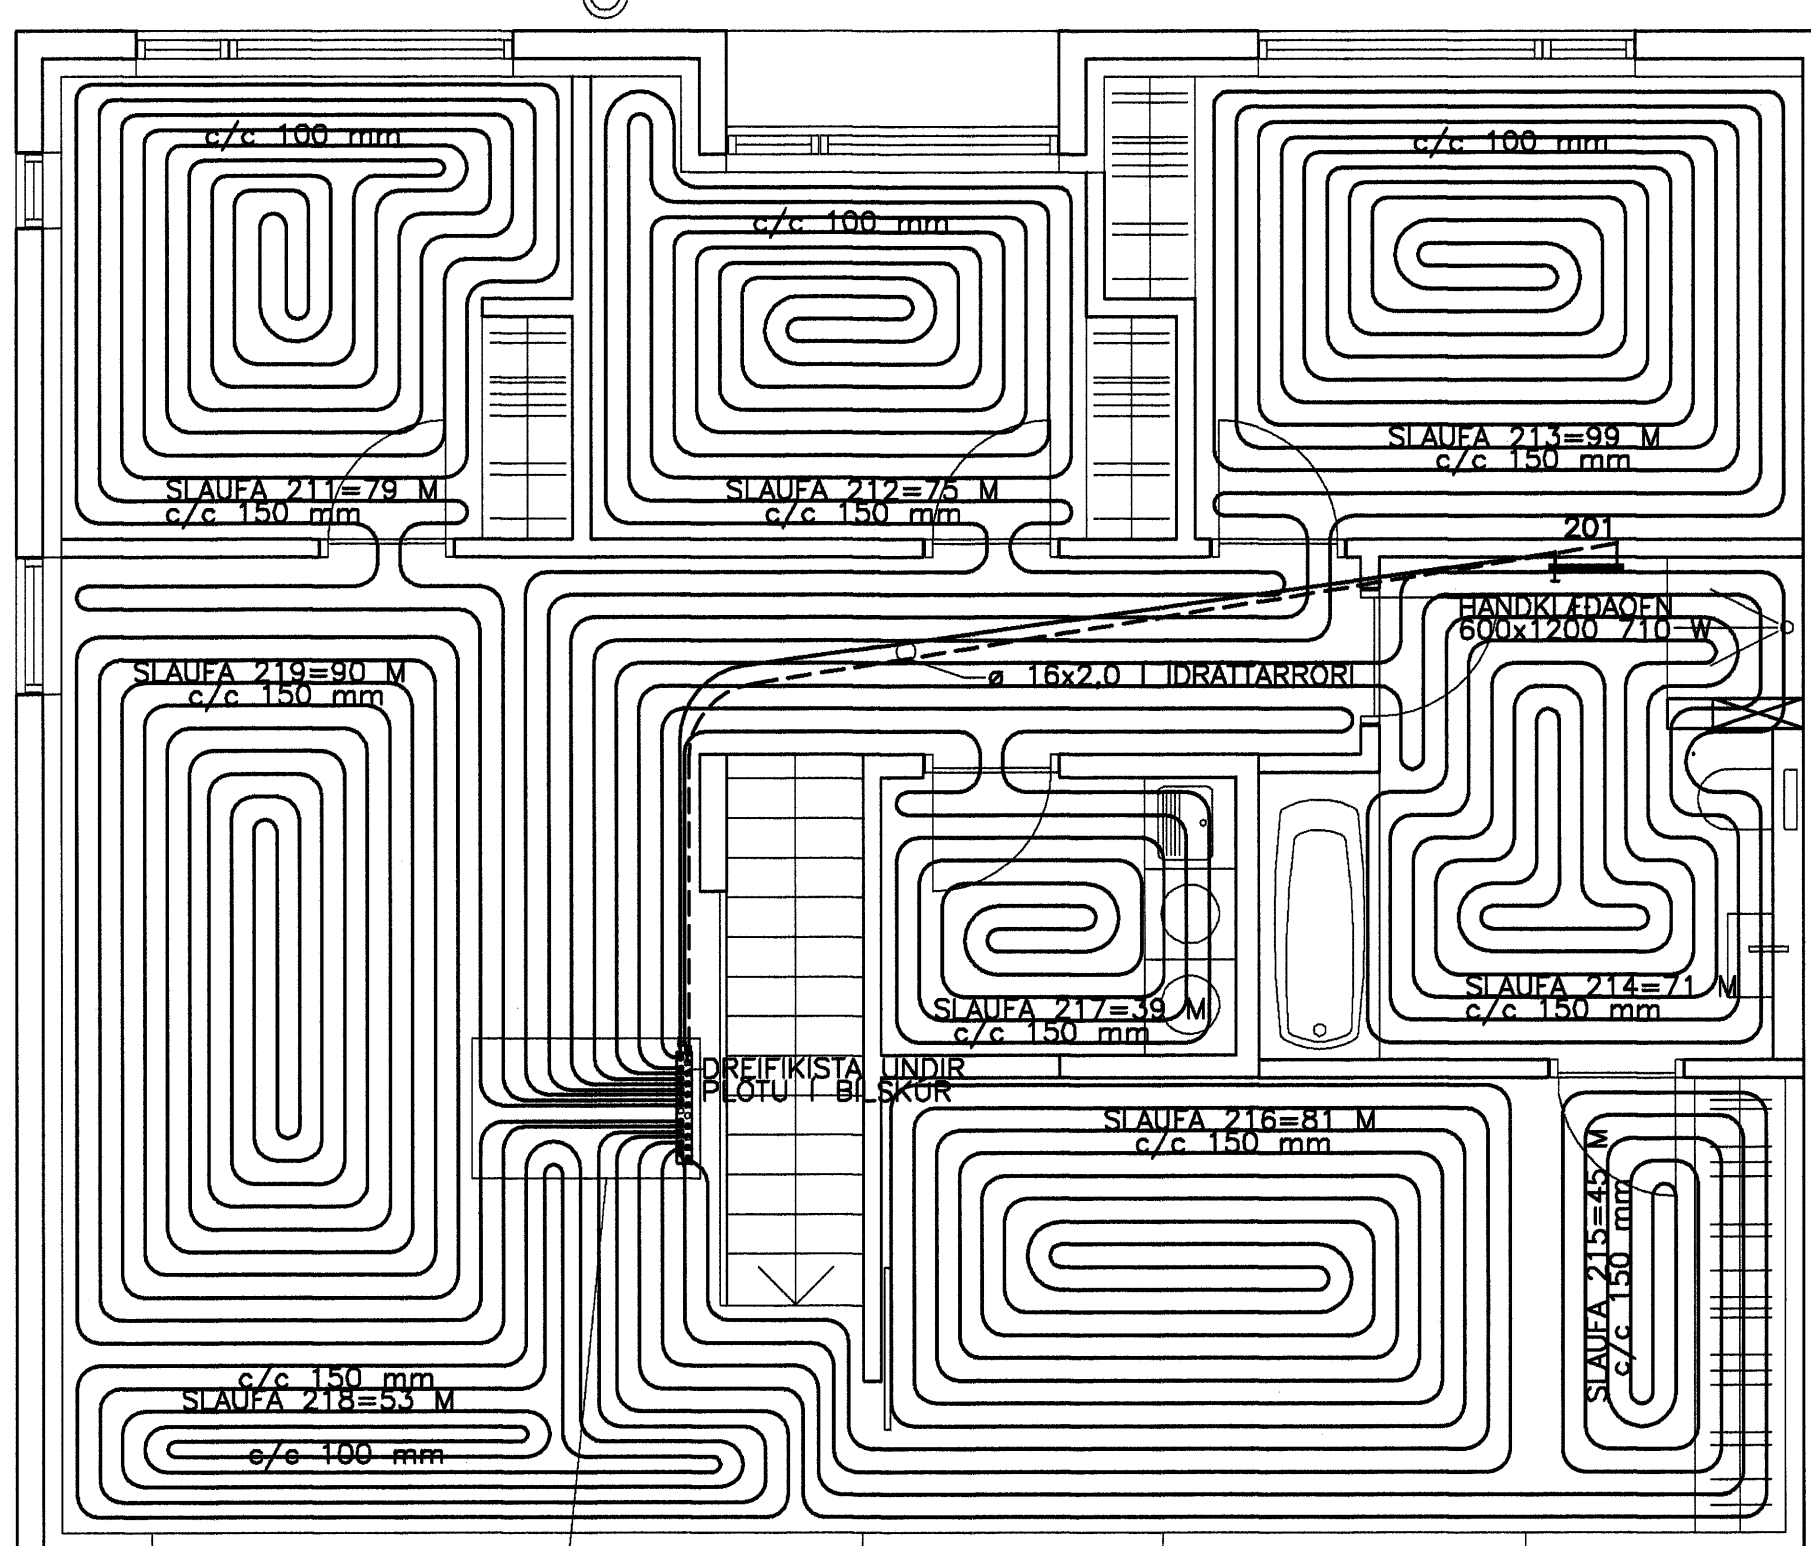 c/c 100 mm
c/c 100 mm
c/c 100 mm
SLAUFA 211=79 M
c/c 150 mm
SLAUFA 212=75 M
c/c 150 mm
SLAUFA 213=99 M
c/c 150 mm
201
HANDKLÆÐAOFN
600x1200 710 W
SLAUFA 219=90 M
c/c 150 mm
ø 16x2,0 Í ÍDRÁTTARRÖRI
SLAUFA 217=39 M
c/c 150 mm
SLAUFA 214=71 M
c/c 150 mm
DREIFIKISTA UNDIR
PLÖTU Í BÍLSKÚR
SLAUFA 216=81 M
c/c 150 mm
SLAUFA 215=45 M
c/c 150 mm
c/c 150 mm
SLAUFA 218=53 M
c/c 100 mm